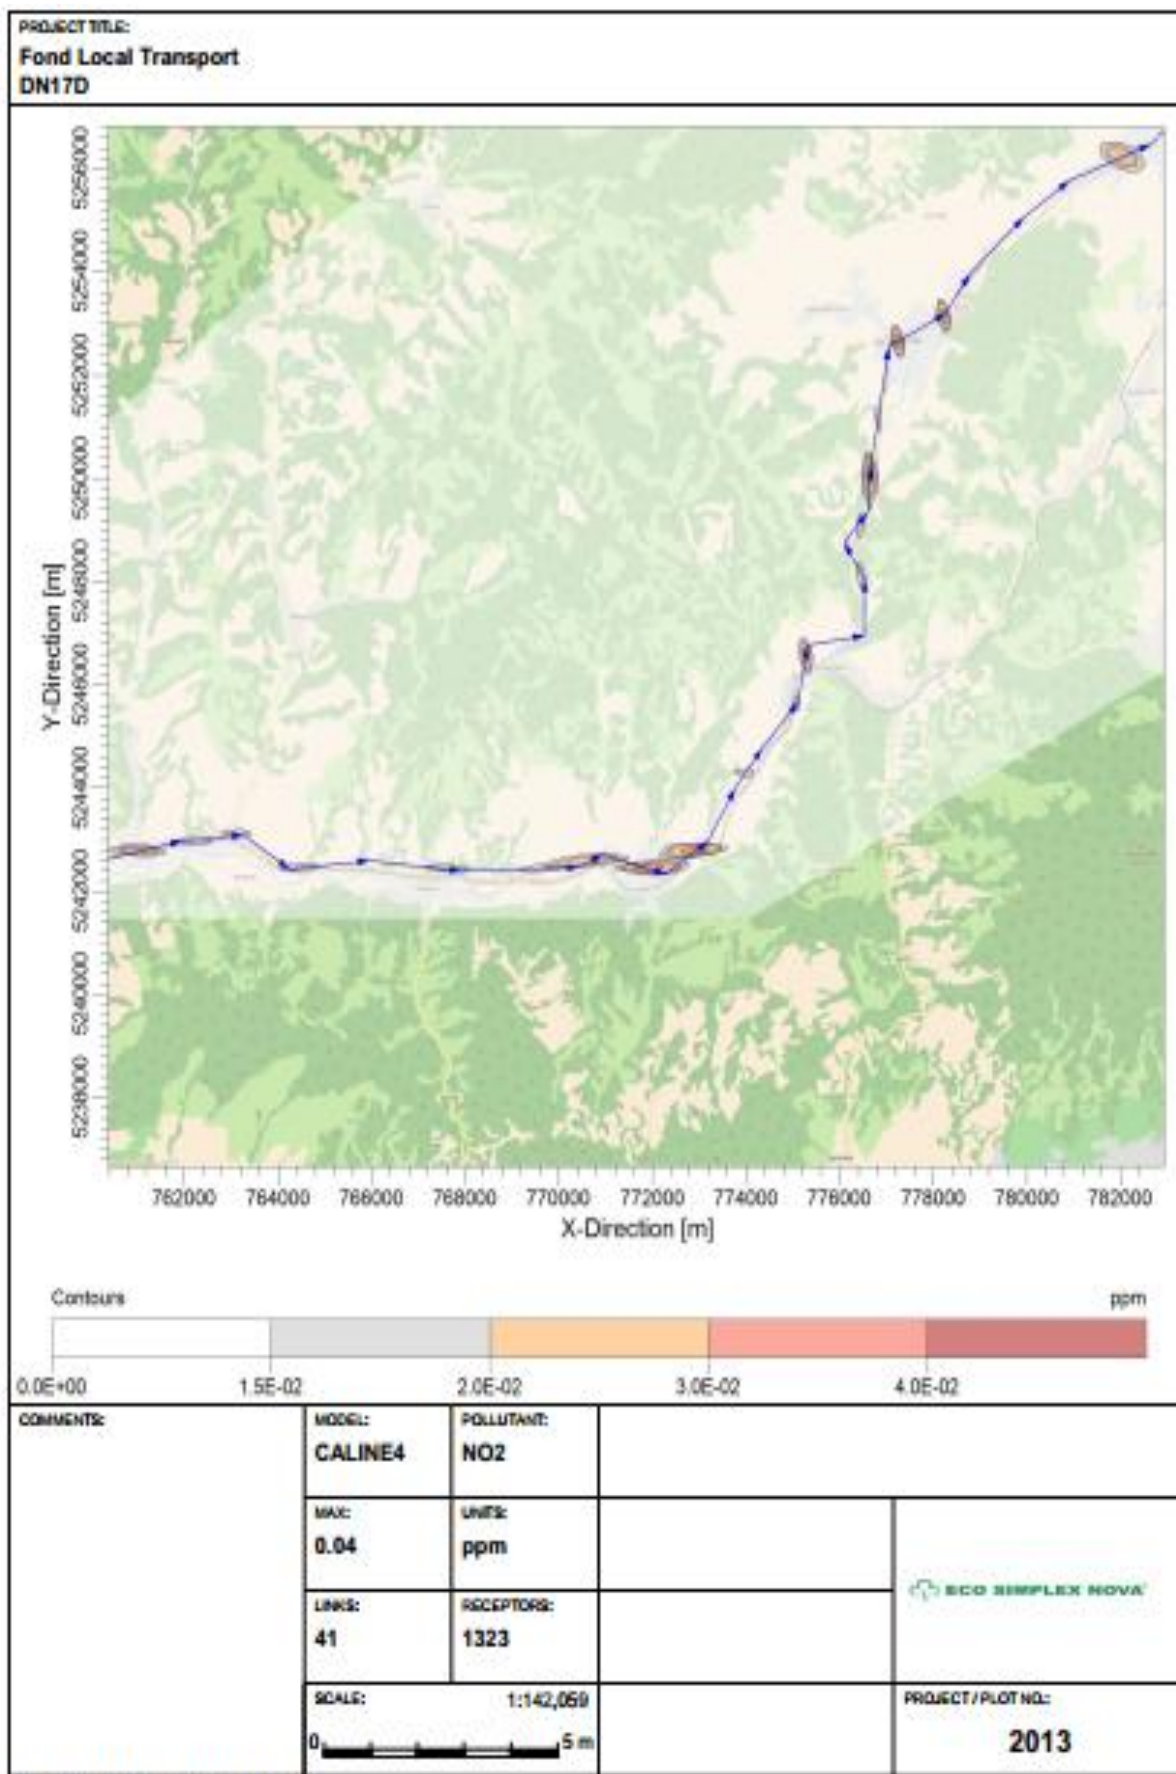 PROJECT TITLE:
Fond Local Transport
DN17D
Y-Direction [m]
5256000
5254000
5252000
5250000
5248000
5246000
5244000
5242000
5240000
5238000
762000 764000 766000 768000 770000 772000 774000 776000 778000 780000 782000
X-Direction [m]
Contours ppm
0.0E+00 1.5E-02 2.0E-02 3.0E-02 4.0E-02
COMMENTS:
MODEL:
CALINE4
POLLUTANT:
NO2
MAX:
0.04
UNITS:
ppm
LINKS:
41
RECEPTORS:
1323
ECO SIMPLEX NOVA
SCALE: 1:142,059
0 5 m
PROJECT / PLOT NO.:
2013